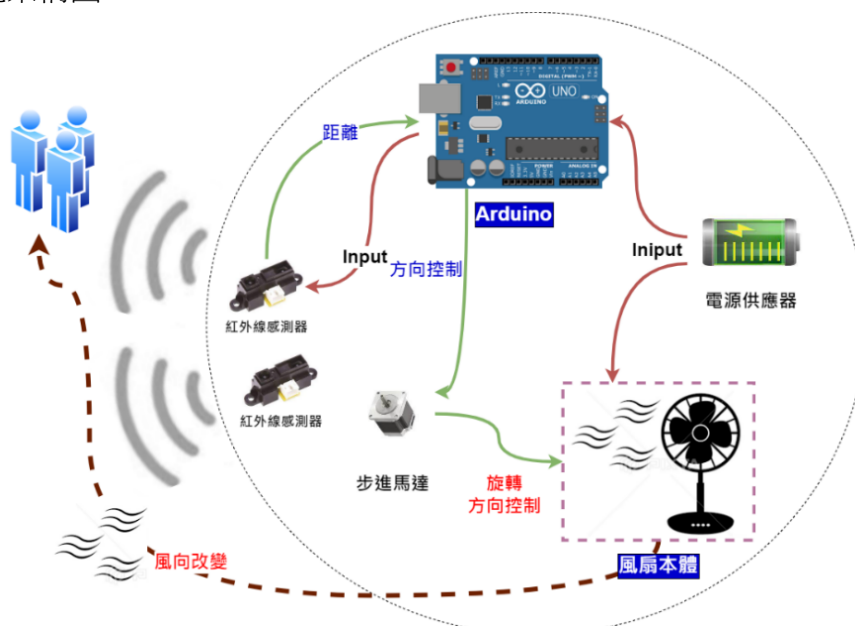 距離
UNO
ARDUINO
Arduino
Input
方向控制
Iniput
電源供應器
紅外線感測器
紅外線感測器
步進馬達
旋轉
方向控制
風向改變
風扇本體